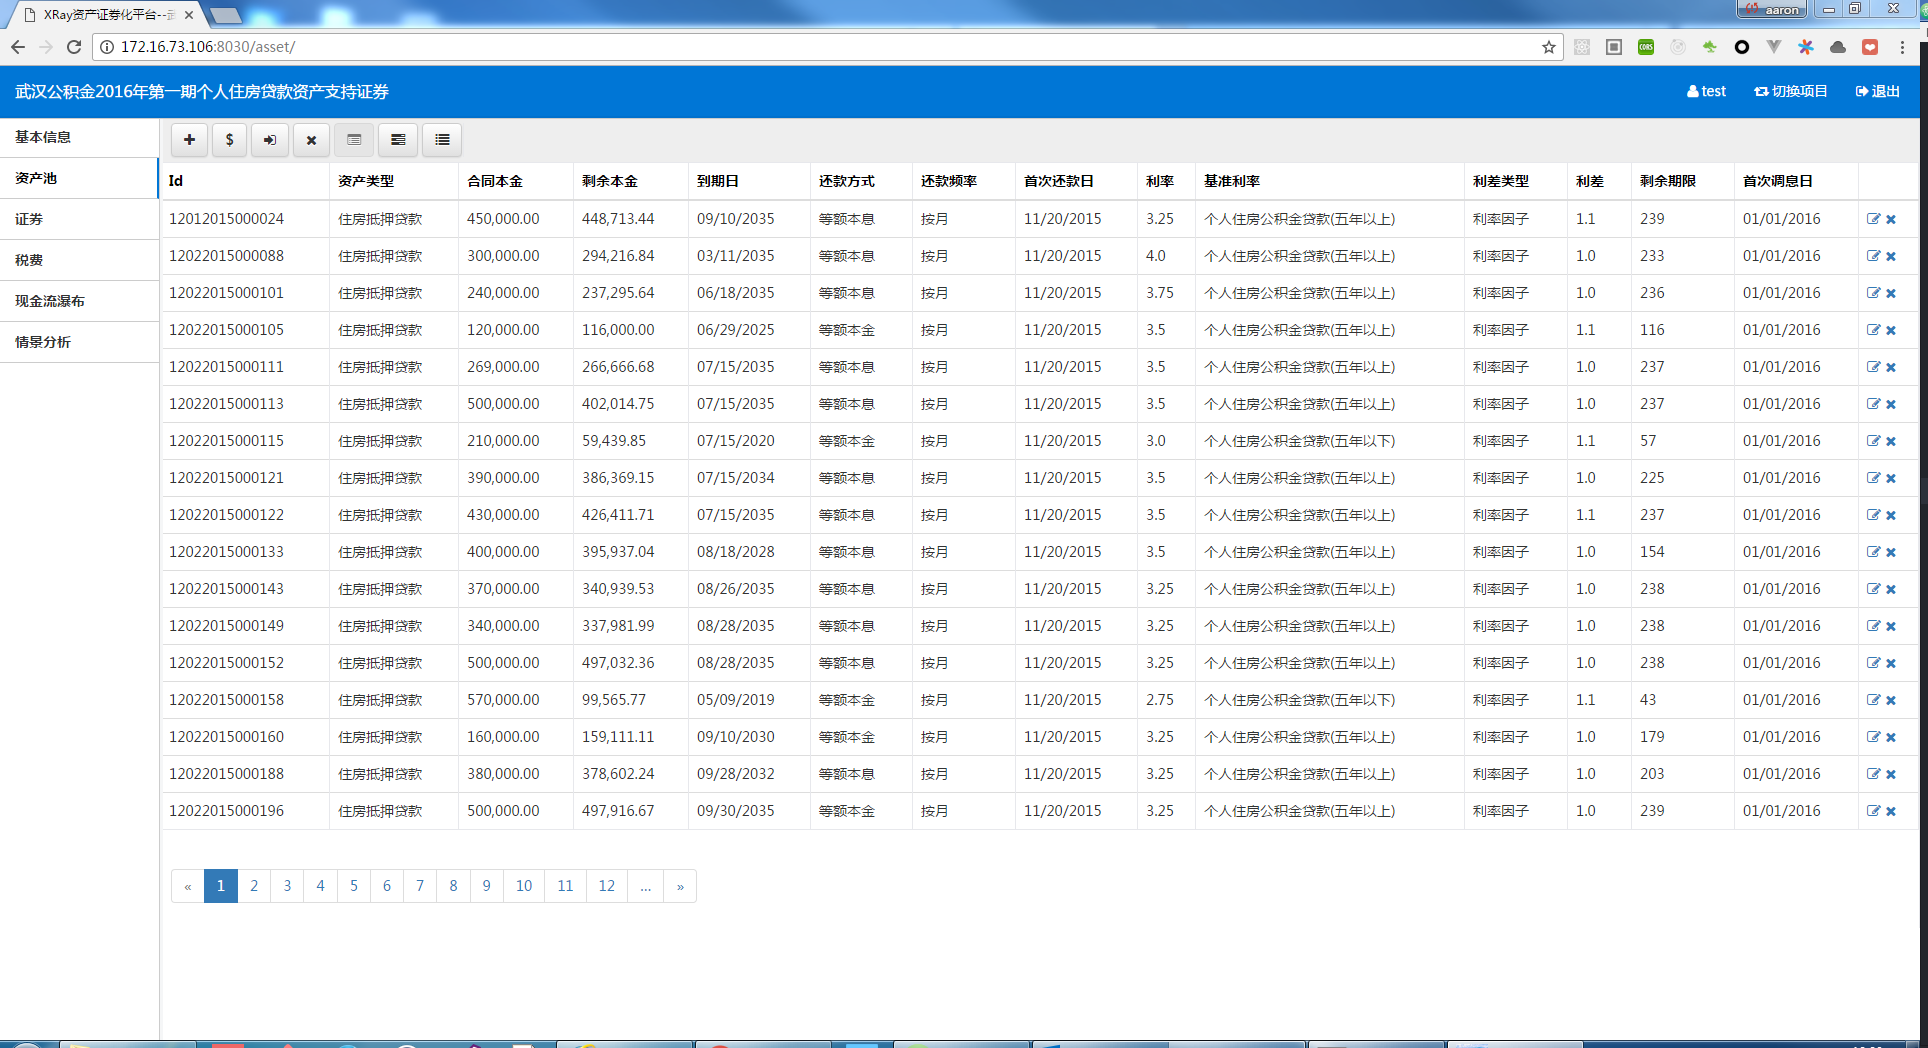 XRay资产证券化平台--武
aaron
172.16.73.106:8030/asset/
CORS
武汉公积金2016年第一期个人住房贷款资产支持证券
test 切换项目 退出
基本信息
资产池
证券
税费
现金流瀑布
情景分析
Id 资产类型 合同本金 剩余本金 到期日 还款方式 还款频率 首次还款日 利率 基准利率 利差类型 利差 剩余期限 首次调息日
12012015000024 住房抵押贷款 450,000.00 448,713.44 09/10/2035 等额本息 按月 11/20/2015 3.25 个人住房公积金贷款(五年以上) 利率因子 1.1 239 01/01/2016
12022015000088 住房抵押贷款 300,000.00 294,216.84 03/11/2035 等额本息 按月 11/20/2015 4.0 个人住房公积金贷款(五年以上) 利率因子 1.0 233 01/01/2016
12022015000101 住房抵押贷款 240,000.00 237,295.64 06/18/2035 等额本息 按月 11/20/2015 3.75 个人住房公积金贷款(五年以上) 利率因子 1.0 236 01/01/2016
12022015000105 住房抵押贷款 120,000.00 116,000.00 06/29/2025 等额本金 按月 11/20/2015 3.5 个人住房公积金贷款(五年以上) 利率因子 1.1 116 01/01/2016
12022015000111 住房抵押贷款 269,000.00 266,666.68 07/15/2035 等额本息 按月 11/20/2015 3.5 个人住房公积金贷款(五年以上) 利率因子 1.0 237 01/01/2016
12022015000113 住房抵押贷款 500,000.00 402,014.75 07/15/2035 等额本息 按月 11/20/2015 3.5 个人住房公积金贷款(五年以上) 利率因子 1.0 237 01/01/2016
12022015000115 住房抵押贷款 210,000.00 59,439.85 07/15/2020 等额本金 按月 11/20/2015 3.0 个人住房公积金贷款(五年以下) 利率因子 1.1 57 01/01/2016
12022015000121 住房抵押贷款 390,000.00 386,369.15 07/15/2034 等额本息 按月 11/20/2015 3.5 个人住房公积金贷款(五年以上) 利率因子 1.0 225 01/01/2016
12022015000122 住房抵押贷款 430,000.00 426,411.71 07/15/2035 等额本息 按月 11/20/2015 3.5 个人住房公积金贷款(五年以上) 利率因子 1.1 237 01/01/2016
12022015000133 住房抵押贷款 400,000.00 395,937.04 08/18/2028 等额本息 按月 11/20/2015 3.5 个人住房公积金贷款(五年以上) 利率因子 1.0 154 01/01/2016
12022015000143 住房抵押贷款 370,000.00 340,939.53 08/26/2035 等额本息 按月 11/20/2015 3.25 个人住房公积金贷款(五年以上) 利率因子 1.0 238 01/01/2016
12022015000149 住房抵押贷款 340,000.00 337,981.99 08/28/2035 等额本息 按月 11/20/2015 3.25 个人住房公积金贷款(五年以上) 利率因子 1.0 238 01/01/2016
12022015000152 住房抵押贷款 500,000.00 497,032.36 08/28/2035 等额本息 按月 11/20/2015 3.25 个人住房公积金贷款(五年以上) 利率因子 1.0 238 01/01/2016
12022015000158 住房抵押贷款 570,000.00 99,565.77 05/09/2019 等额本金 按月 11/20/2015 2.75 个人住房公积金贷款(五年以下) 利率因子 1.1 43 01/01/2016
12022015000160 住房抵押贷款 160,000.00 159,111.11 09/10/2030 等额本金 按月 11/20/2015 3.25 个人住房公积金贷款(五年以上) 利率因子 1.0 179 01/01/2016
12022015000188 住房抵押贷款 380,000.00 378,602.24 09/28/2032 等额本息 按月 11/20/2015 3.25 个人住房公积金贷款(五年以上) 利率因子 1.0 203 01/01/2016
12022015000196 住房抵押贷款 500,000.00 497,916.67 09/30/2035 等额本金 按月 11/20/2015 3.25 个人住房公积金贷款(五年以上) 利率因子 1.0 239 01/01/2016
« 1 2 3 4 5 6 7 8 9 10 11 12 ... »